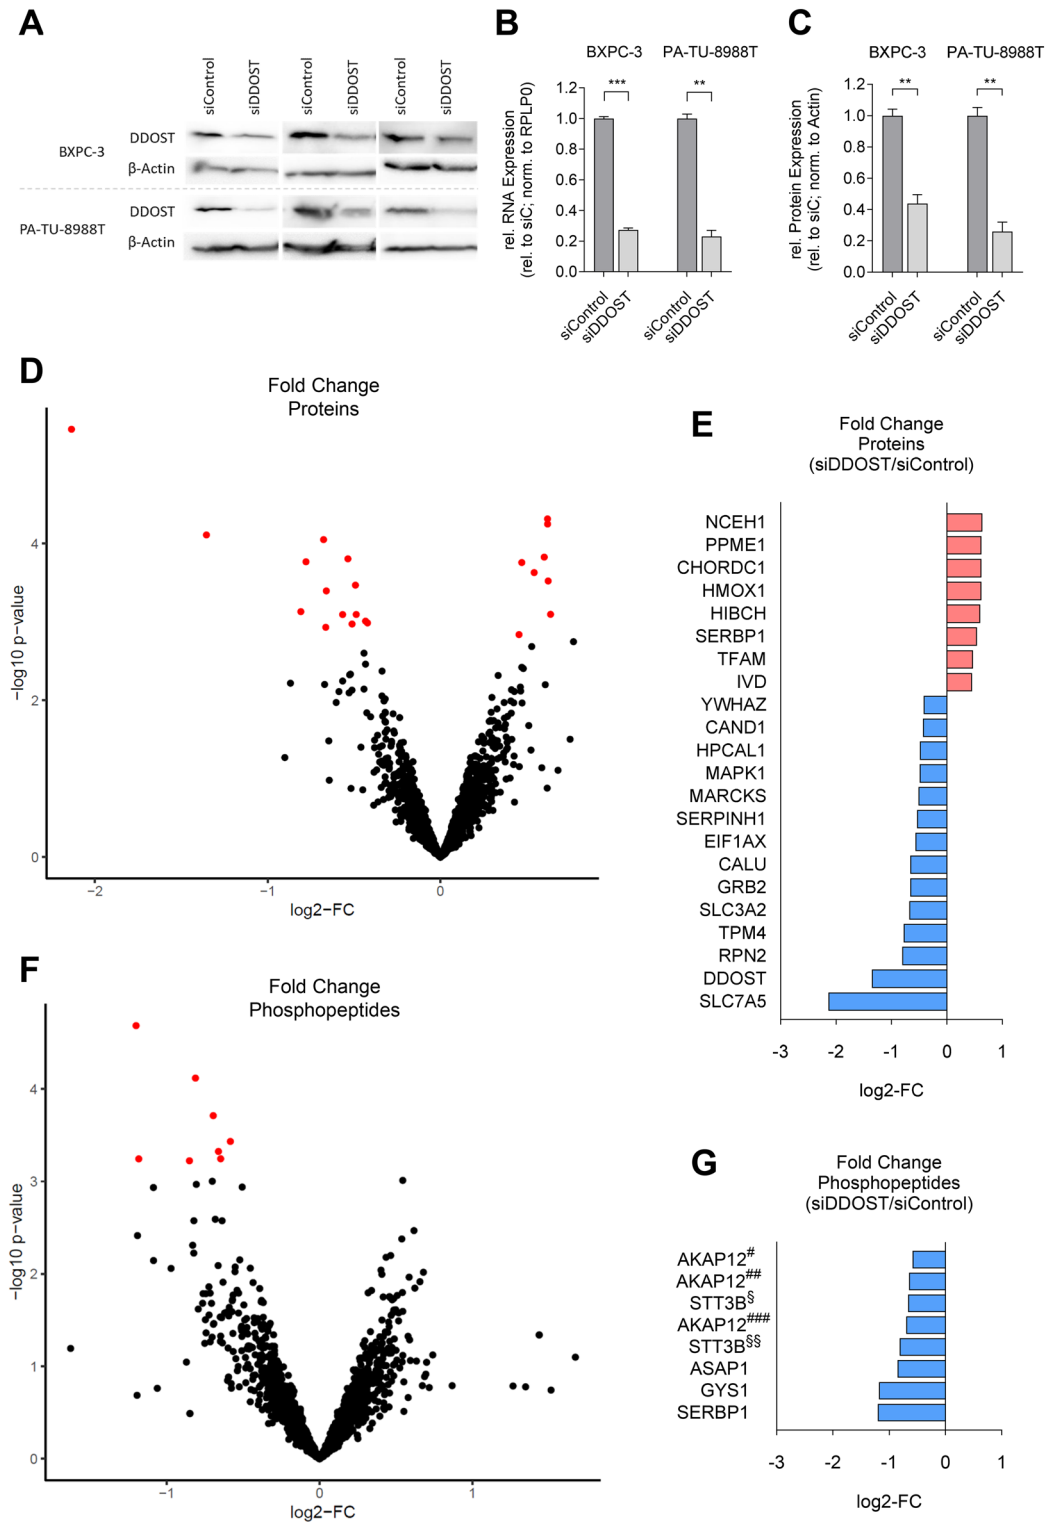 A
siControl
siDDOST
siControl
siDDOST
siControl
siDDOST
BXPC-3
DDOST
β-Actin
PA-TU-8988T
DDOST
β-Actin
B
BXPC-3
PA-TU-8988T
***
**
rel. RNA Expression
(rel. to siC; norm. to RPLP0)
1.2
1.0
0.8
0.6
0.4
0.2
0.0
siControl
siDDOST
siControl
siDDOST
C
BXPC-3
PA-TU-8988T
**
**
rel. Protein Expression
(rel. to siC; norm. to Actin)
1.2
1.0
0.8
0.6
0.4
0.2
0.0
siControl
siDDOST
siControl
siDDOST
D
Fold Change
Proteins
−log10 p−value
4
2
0
−2
−1
0
log2−FC
E
Fold Change
Proteins
(siDDOST/siControl)
NCEH1
PPME1
CHORDC1
HMOX1
HIBCH
SERBP1
TFAM
IVD
YWHAZ
CAND1
HPCAL1
MAPK1
MARCKS
SERPINH1
EIF1AX
CALU
GRB2
SLC3A2
TPM4
RPN2
DDOST
SLC7A5
-3
-2
-1
0
1
log2-FC
F
Fold Change
Phosphopeptides
−log10 p−value
4
3
2
1
0
−1
0
1
log2−FC
G
Fold Change
Phosphopeptides
(siDDOST/siControl)
AKAP12#
AKAP12##
STT3B§
AKAP12###
STT3B§§
ASAP1
GYS1
SERBP1
-3
-2
-1
0
1
log2-FC